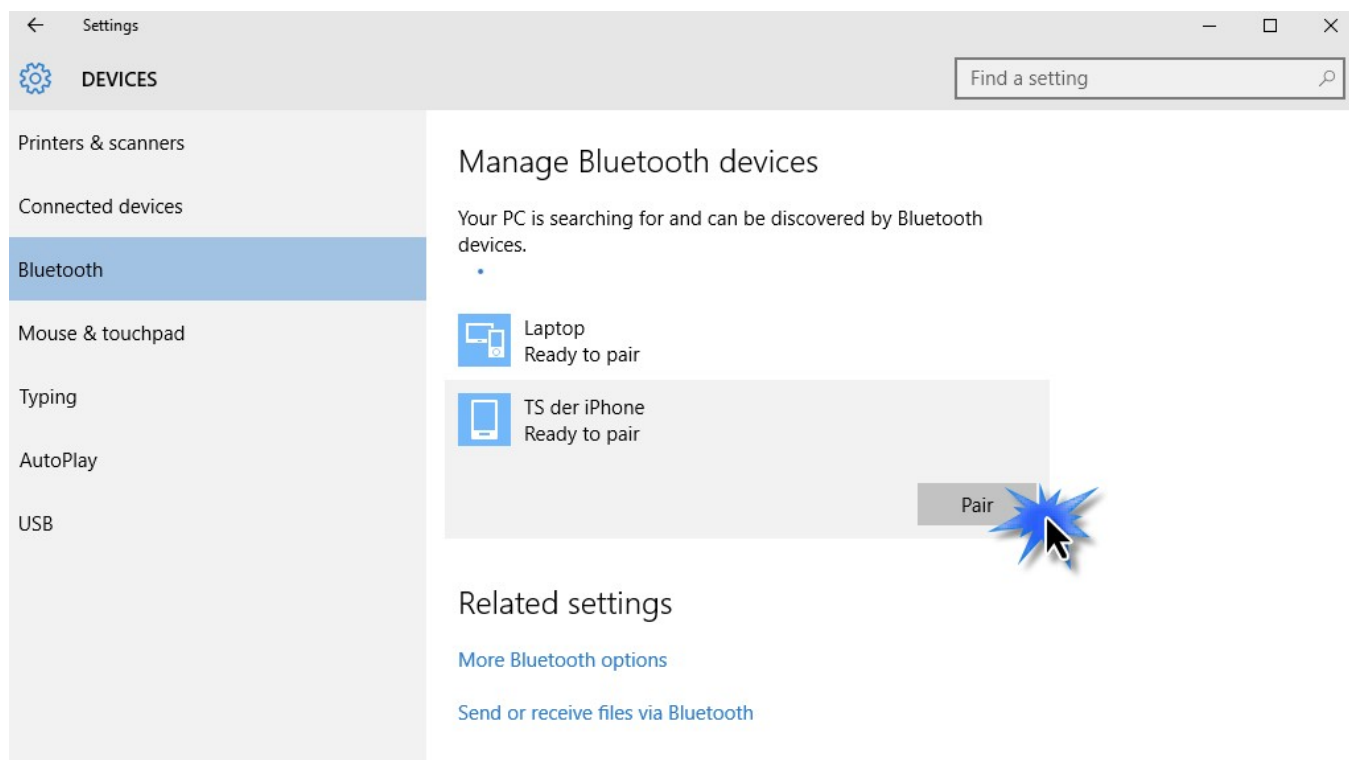 Settings
DEVICES
Find a setting
Printers & scanners
Connected devices
Bluetooth
Mouse & touchpad
Typing
AutoPlay
USB
Manage Bluetooth devices
Your PC is searching for and can be discovered by Bluetooth
devices.
Laptop
Ready to pair
TS der iPhone
Ready to pair
Pair
Related settings
More Bluetooth options
Send or receive files via Bluetooth